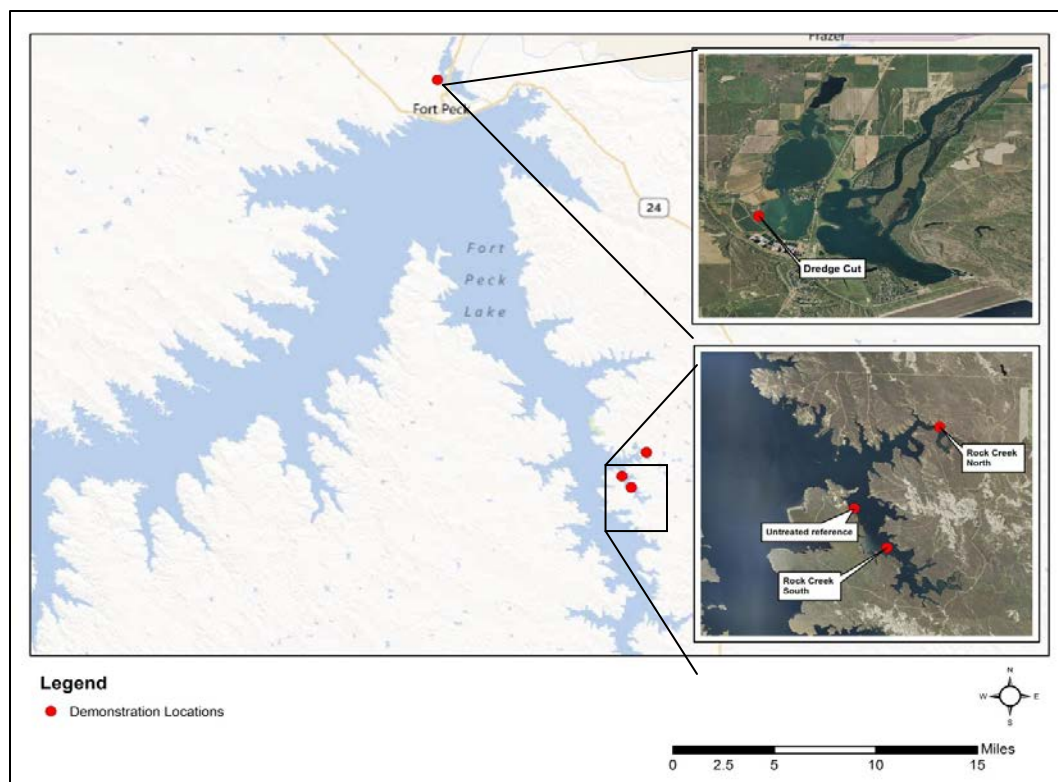 Frazer
Fort Peck
24
Fort
Peck
Lake
Dredge Cut
Rock Creek
North
Untreated reference
Rock Creek
South
Legend
Demonstration Locations
N
W
E
S
0 2.5 5 10 15
Miles